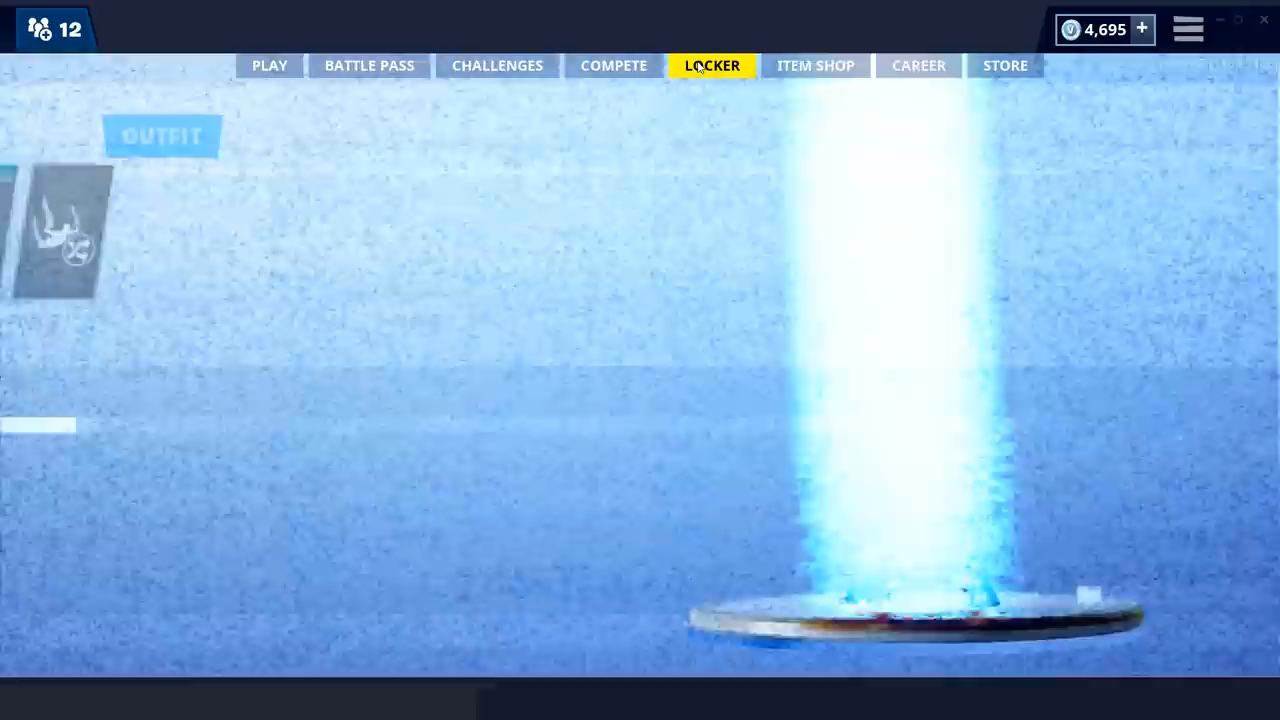 12
4,695 +
PLAY BATTLE PASS CHALLENGES COMPETE LOCKER ITEM SHOP CAREER STORE
OUTFIT